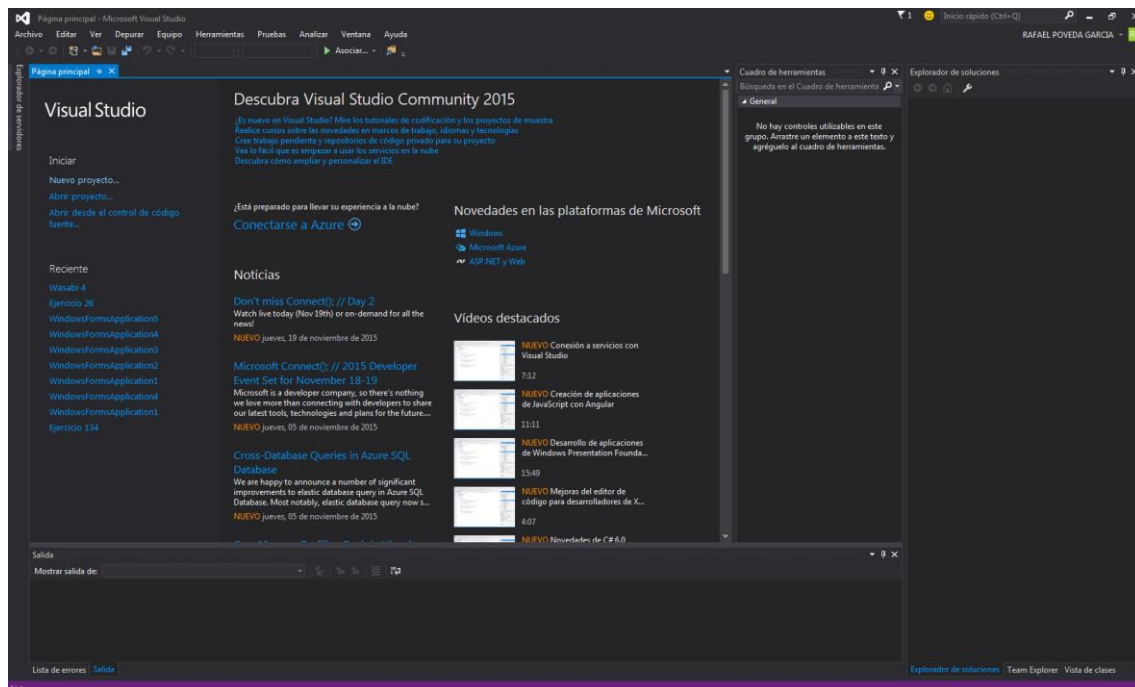 Página principal - Microsoft Visual Studio
1
Inicio rápido (Ctrl+Q)
Archivo Editar Ver Depurar Equipo Herramientas Pruebas Analizar Ventana Ayuda
RAFAEL POVEDA GARCIA
Asociar...
Explorador de servidores
Página principal
Visual Studio
Iniciar
Nuevo proyecto...
Abrir proyecto...
Abrir desde el control de código
fuente...
Reciente
Wasabi 4
Ejercicio 26
WindowsFormsApplication5
WindowsFormsApplication4
WindowsFormsApplication3
WindowsFormsApplication2
WindowsFormsApplication1
WindowsFormsApplication4
WindowsFormsApplication1
Ejercicio 134
Descubra Visual Studio Community 2015
¿Es nuevo en Visual Studio? Mire los tutoriales de codificación y los proyectos de muestra
Realice cursos sobre las novedades en marcos de trabajo, idiomas y tecnologías
Cree trabajo pendiente y repositorios de código privado para su proyecto
Vea lo fácil que es empezar a usar los servicios en la nube
Descubra cómo ampliar y personalizar el IDE
¿Está preparado para llevar su experiencia a la nube?
Conectarse a Azure
Noticias
Don't miss Connect(); // Day 2
Watch live today (Nov 19th) or on-demand for all the
news!
NUEVO jueves, 19 de noviembre de 2015
Microsoft Connect(); // 2015 Developer
Event Set for November 18-19
Microsoft is a developer company, so there's nothing
we love more than connecting with developers to share
our latest tools, technologies and plans for the future....
NUEVO jueves, 05 de noviembre de 2015
Cross-Database Queries in Azure SQL
Database
We are happy to announce a number of significant
improvements to elastic database query in Azure SQL
Database. Most notably, elastic database query now s...
NUEVO jueves, 05 de noviembre de 2015
Novedades en las plataformas de Microsoft
Windows
Microsoft Azure
ASP.NET y Web
Vídeos destacados
NUEVO Conexión a servicios con
Visual Studio
7:12
NUEVO Creación de aplicaciones
de JavaScript con Angular
11:11
NUEVO Desarrollo de aplicaciones
de Windows Presentation Founda...
15:49
NUEVO Mejoras del editor de
código para desarrolladores de X...
4:07
NUEVO Novedades de C# 6.0
Cuadro de herramientas
Búsqueda en el Cuadro de herramienta
General
No hay controles utilizables en este
grupo. Arrastre un elemento a este texto y
agréguelo al cuadro de herramientas.
Explorador de soluciones
Salida
Mostrar salida de:
Lista de errores Salida
Explorador de soluciones Team Explorer Vista de clases